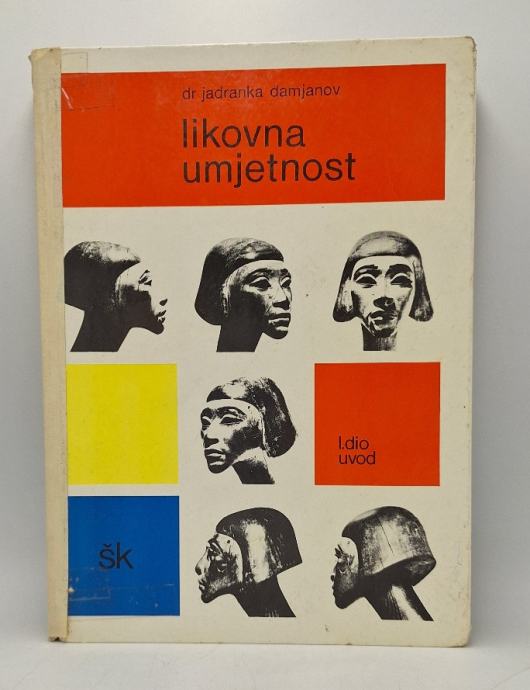 dr jadranka damjanov
likovna
umjetnost
I.dio
uvod
šk